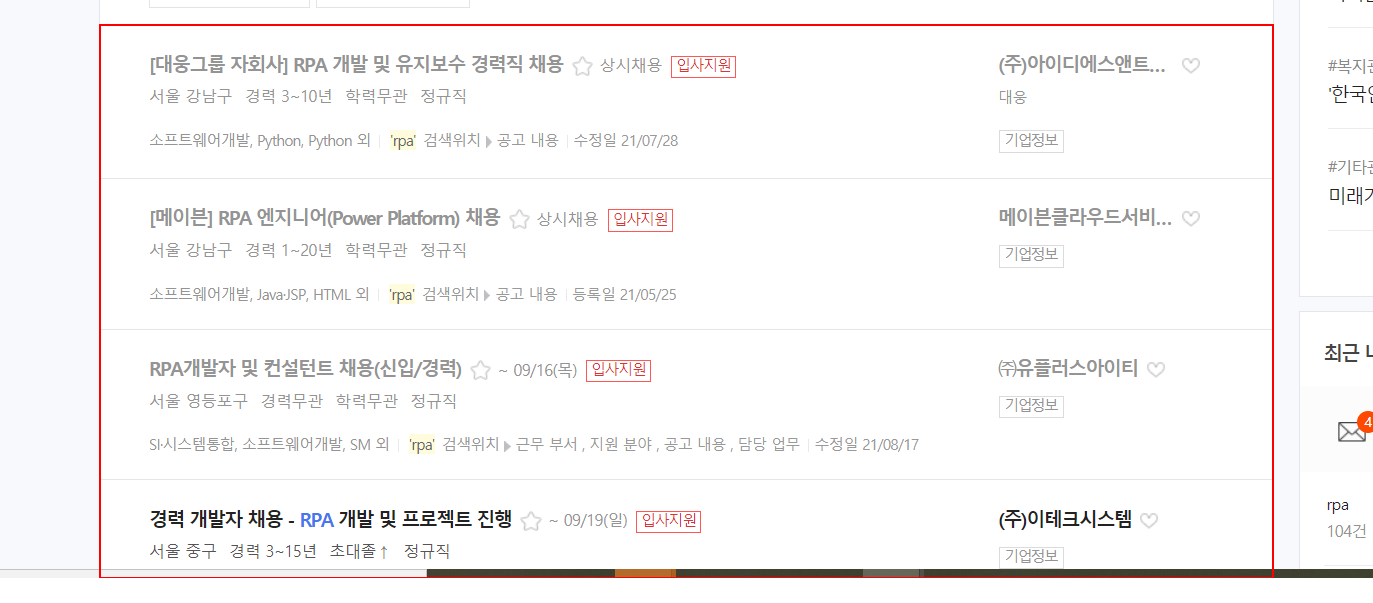 [대웅그룹 자회사] RPA 개발 및 유지보수 경력직 채용 상시채용 입사지원
(주)아이디에스앤트...
서울 강남구 경력 3~10년 학력무관 정규직
대웅
소프트웨어개발, Python, Python 외 'rpa' 검색위치 공고 내용 수정일 21/07/28
기업정보
[메이븐] RPA 엔지니어(Power Platform) 채용 상시채용 입사지원
메이븐클라우드서비...
서울 강남구 경력 1~20년 학력무관 정규직
기업정보
소프트웨어개발, Java·JSP, HTML 외 'rpa' 검색위치 공고 내용 등록일 21/05/25
RPA개발자 및 컨설턴트 채용(신입/경력) ~ 09/16(목) 입사지원
㈜유플러스아이티
서울 영등포구 경력무관 학력무관 정규직
기업정보
SI·시스템통합, 소프트웨어개발, SM 외 'rpa' 검색위치 근무 부서 , 지원 분야 , 공고 내용 , 담당 업무 수정일 21/08/17
경력 개발자 채용 - RPA 개발 및 프로젝트 진행 ~ 09/19(일) 입사지원
(주)이테크시스템
서울 중구 경력 3~15년 초대졸↑ 정규직
기업정보
#기타
미래
최근
4
rpa
104건